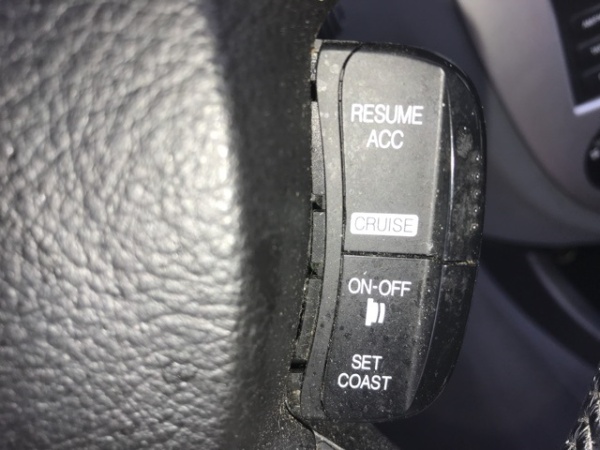 RESUME
ACC
CRUISE
ON-OFF
SET
COAST